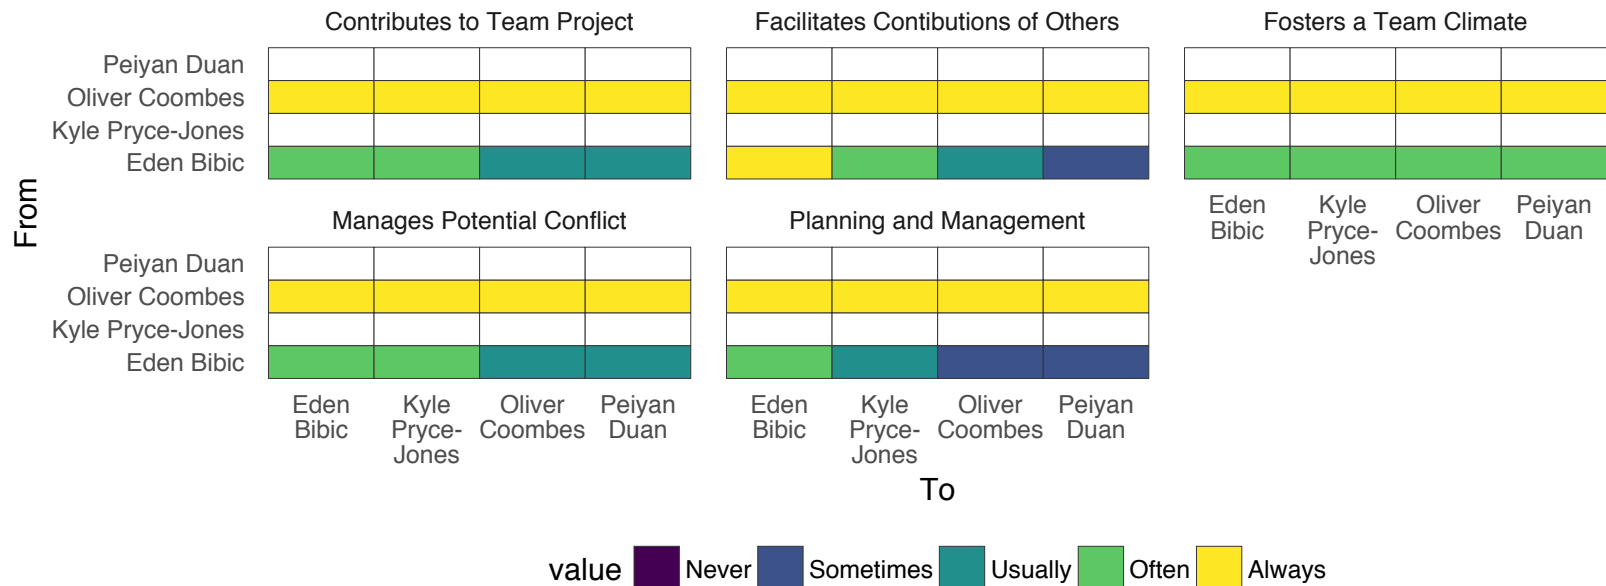 Contributes to Team Project
Facilitates Contibutions of Others
Fosters a Team Climate
Peiyan Duan
Oliver Coombes
Kyle Pryce-Jones
Eden Bibic
Eden
Bibic
Kyle
Pryce-
Jones
Oliver
Coombes
Peiyan
Duan
From
Manages Potential Conflict
Planning and Management
Peiyan Duan
Oliver Coombes
Kyle Pryce-Jones
Eden Bibic
Eden
Bibic
Kyle
Pryce-
Jones
Oliver
Coombes
Peiyan
Duan
Eden
Bibic
Kyle
Pryce-
Jones
Oliver
Coombes
Peiyan
Duan
To
value Never Sometimes Usually Often Always